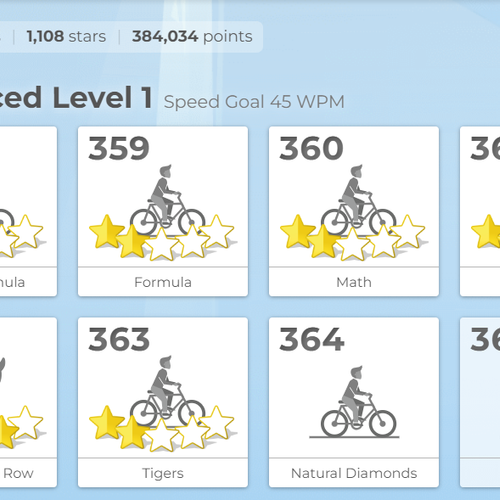 1,108 stars | 384,034 points
ced Level 1 Speed Goal 45 WPM
359 360 36
ula Formula Math
363 364 36
Row Tigers Natural Diamonds